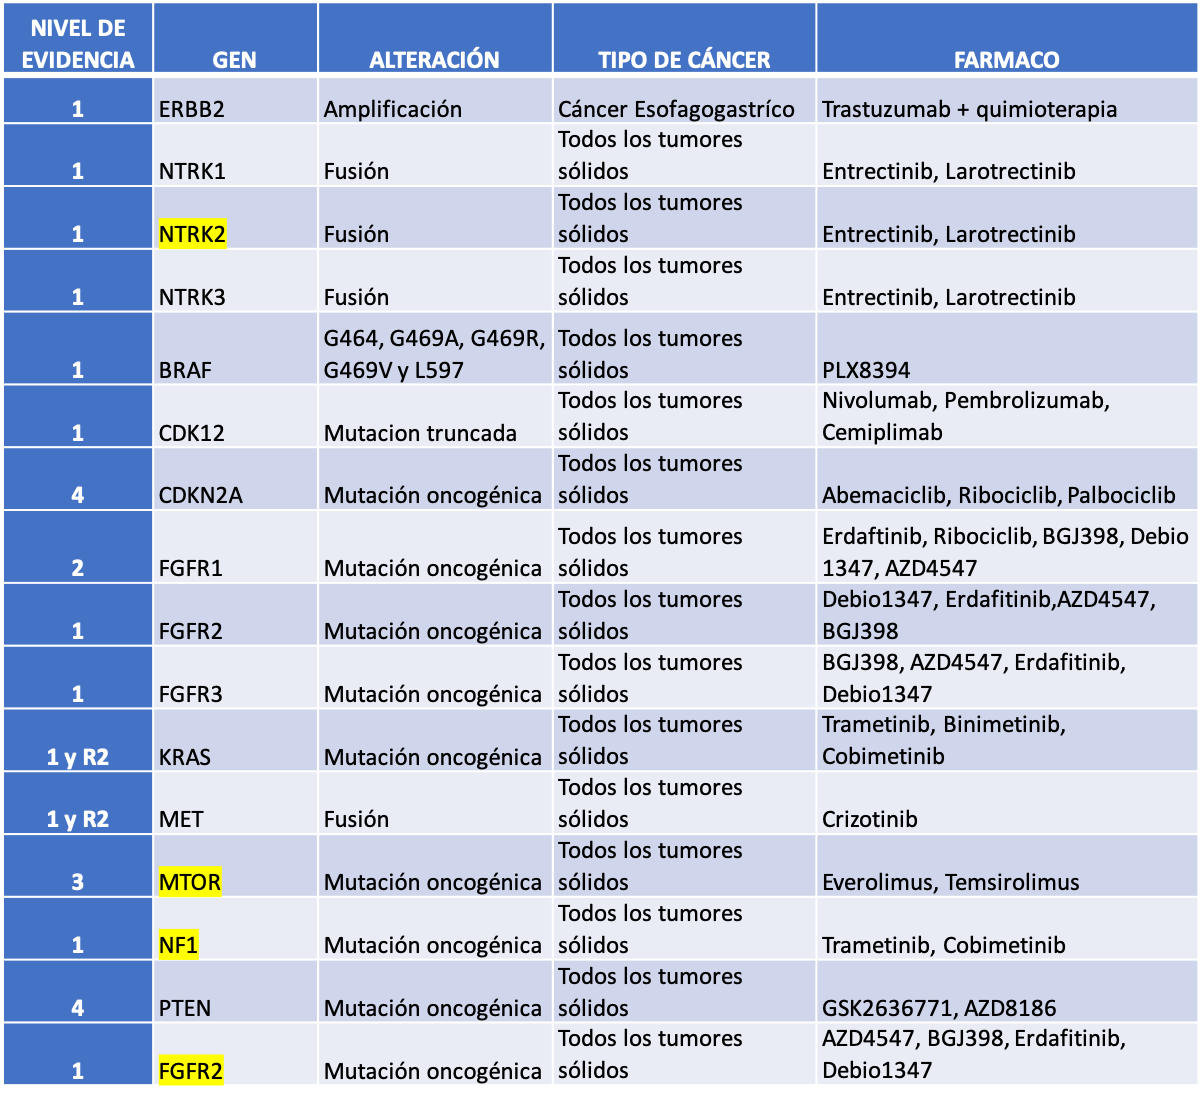 NIVEL DE
EVIDENCIA GEN ALTERACIÓN TIPO DE CÁNCER FARMACO
1 ERBB2 Amplificación Cáncer Esofagogastríco Trastuzumab + quimioterapia
Todos los tumores
1 NTRK1 Fusión sólidos Entrectinib, Larotrectinib
Todos los tumores
1 NTRK2 Fusión sólidos Entrectinib, Larotrectinib
Todos los tumores
1 NTRK3 Fusión sólidos Entrectinib, Larotrectinib
G464, G469A, G469R, Todos los tumores
1 BRAF G469V y L597 sólidos PLX8394
Todos los tumores Nivolumab, Pembrolizumab,
1 CDK12 Mutacion truncada sólidos Cemiplimab
Todos los tumores
4 CDKN2A Mutación oncogénica sólidos Abemaciclib, Ribociclib, Palbociclib
Todos los tumores Erdaftinib, Ribociclib, BGJ398, Debio
2 FGFR1 Mutación oncogénica sólidos 1347, AZD4547
Todos los tumores Debio1347, Erdafitinib,AZD4547,
1 FGFR2 Mutación oncogénica sólidos BGJ398
Todos los tumores BGJ398, AZD4547, Erdafitinib,
1 FGFR3 Mutación oncogénica sólidos Debio1347
Todos los tumores Trametinib, Binimetinib,
1 y R2 KRAS Mutación oncogénica sólidos Cobimetinib
Todos los tumores
1 y R2 MET Fusión sólidos Crizotinib
Todos los tumores
3 MTOR Mutación oncogénica sólidos Everolimus, Temsirolimus
Todos los tumores
1 NF1 Mutación oncogénica sólidos Trametinib, Cobimetinib
Todos los tumores
4 PTEN Mutación oncogénica sólidos GSK2636771, AZD8186
Todos los tumores AZD4547, BGJ398, Erdafitinib,
1 FGFR2 Mutación oncogénica sólidos Debio1347